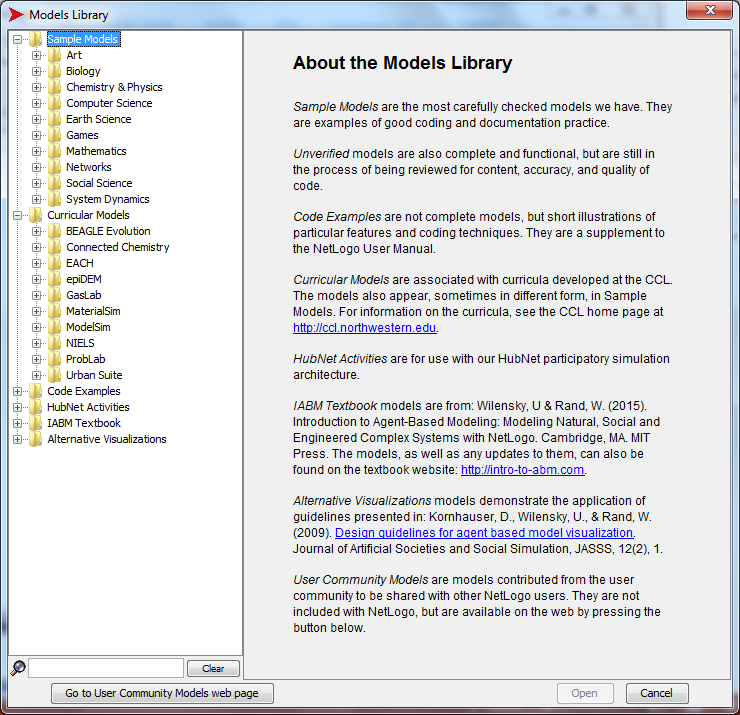 Models Library
Sample Models
Art
Biology
Chemistry & Physics
Computer Science
Earth Science
Games
Mathematics
Networks
Social Science
System Dynamics
Curricular Models
BEAGLE Evolution
Connected Chemistry
EACH
epiDEM
GasLab
MaterialSim
ModelSim
NIELS
ProbLab
Urban Suite
Code Examples
HubNet Activities
IABM Textbook
Alternative Visualizations
Clear
About the Models Library
Sample Models are the most carefully checked models we have. They
are examples of good coding and documentation practice.
Unverified models are also complete and functional, but are still in
the process of being reviewed for content, accuracy, and quality of
code.
Code Examples are not complete models, but short illustrations of
particular features and coding techniques. They are a supplement to
the NetLogo User Manual.
Curricular Models are associated with curricula developed at the CCL.
The models also appear, sometimes in different form, in Sample
Models. For information on the curricula, see the CCL home page at
http://ccl.northwestern.edu.
HubNet Activities are for use with our HubNet participatory simulation
architecture.
IABM Textbook models are from: Wilensky, U & Rand, W. (2015).
Introduction to Agent-Based Modeling: Modeling Natural, Social and
Engineered Complex Systems with NetLogo. Cambridge, MA. MIT
Press. The models, as well as any updates to them, can also be
found on the textbook website: http://intro-to-abm.com.
Alternative Visualizations models demonstrate the application of
guidelines presented in: Kornhauser, D., Wilensky, U., & Rand, W.
(2009). Design guidelines for agent based model visualization.
Journal of Artificial Societies and Social Simulation, JASSS, 12(2), 1.
User Community Models are models contributed from the user
community to be shared with other NetLogo users. They are not
included with NetLogo, but are available on the web by pressing the
button below.
Go to User Community Models web page
Open
Cancel